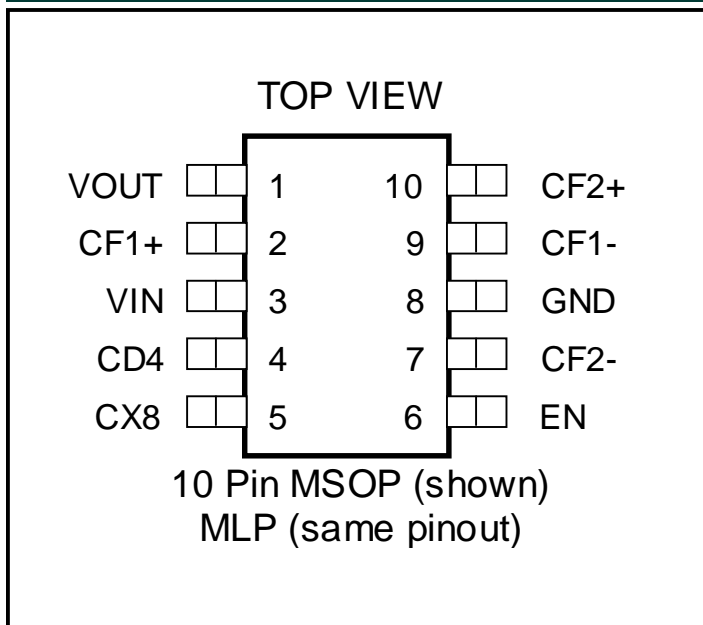 TOP VIEW
VOUT 1 10 CF2+
CF1+ 2 9 CF1-
VIN 3 8 GND
CD4 4 7 CF2-
CX8 5 6 EN
10 Pin MSOP (shown)
MLP (same pinout)